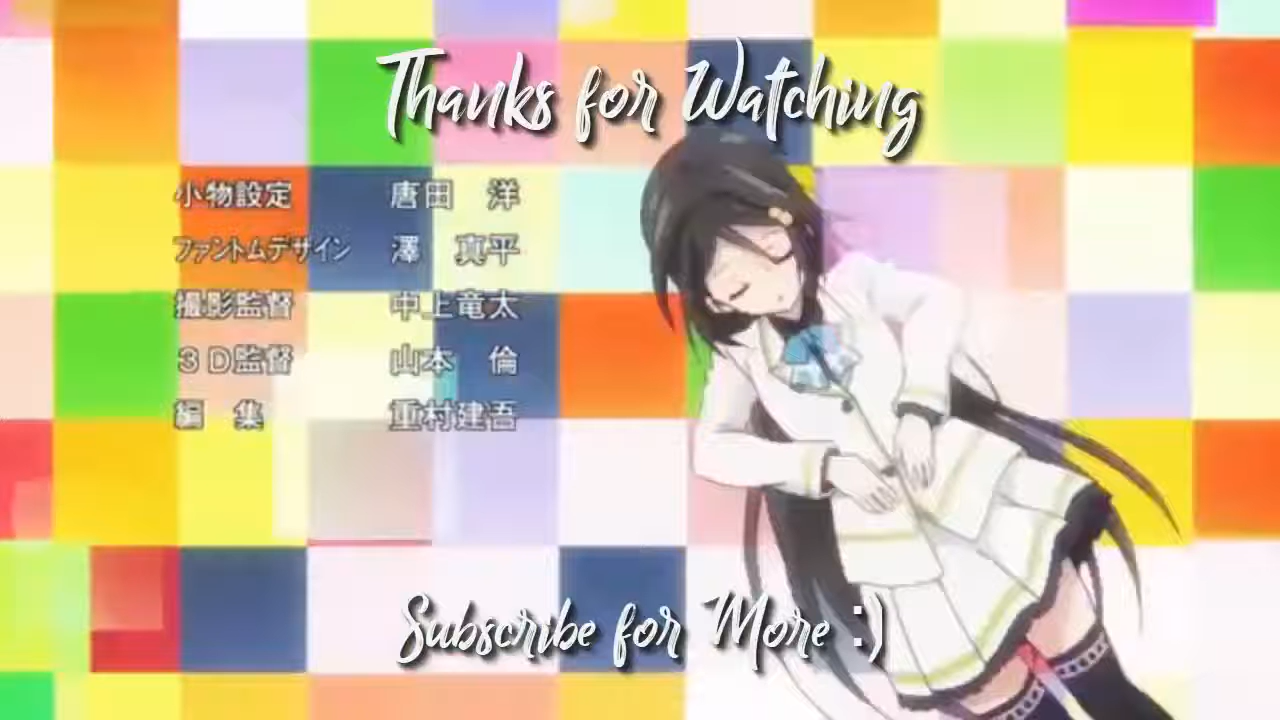 Thanks for Watching
小物設定 唐田 洋
ファントムデザイン 澤 真平
撮影監督 中上竜太
3D監督 山本 倫
編 集 重村建吾
Subscribe for More :)